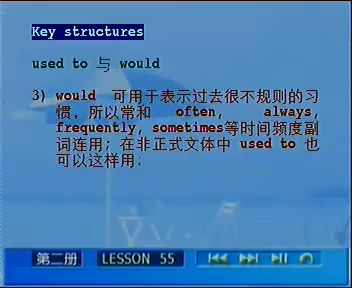 Key structures
used to 与 would
3) would 可用于表示过去很不规则的习
惯，所以常和 often, always,
frequently, sometimes等时间频度副
词连用；在非正式文体中 used to 也
可以这样用：
第二册 LESSON 55